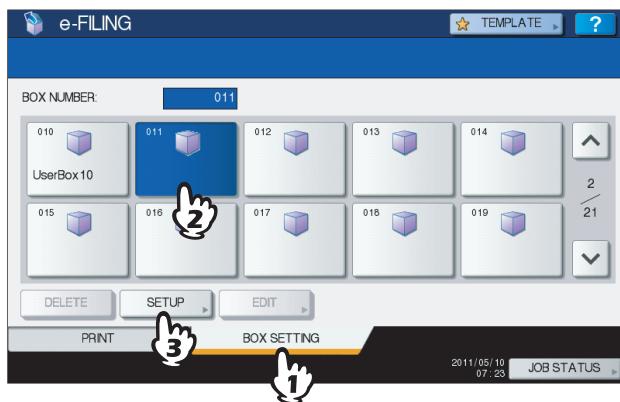 e-FILING
TEMPLATE
?
BOX NUMBER:
011
010
011
012
013
014
UserBox10
2
21
015
016
017
018
019
2
DELETE
SETUP
EDIT
PRINT
3
BOX SETTING
1
2011/05/10
07:23
JOB STATUS